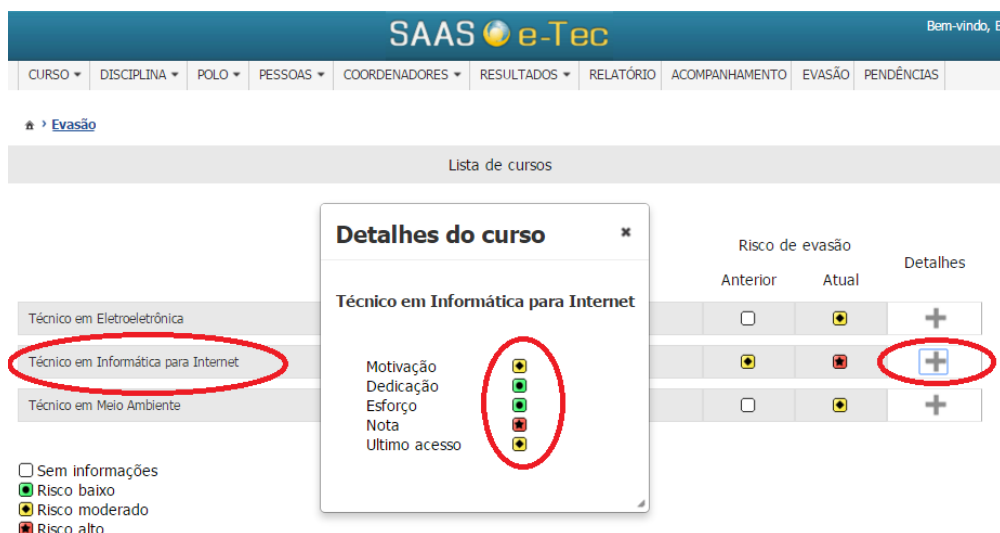 SAAS e-Tec
Bem-vindo, E
CURSO DISCIPLINA POLO PESSOAS COORDENADORES RESULTADOS RELATÓRIO ACOMPANHAMENTO EVASÃO PENDÊNCIAS
› Evasão
Lista de cursos
Detalhes do curso
Técnico em Informática para Internet
Motivação
Dedicação
Esforço
Nota
Ultimo acesso
Risco de evasão
Anterior Atual
Detalhes
Técnico em Eletroeletrônica
Técnico em Informática para Internet
Técnico em Meio Ambiente
Sem informações
Risco baixo
Risco moderado
Risco alto